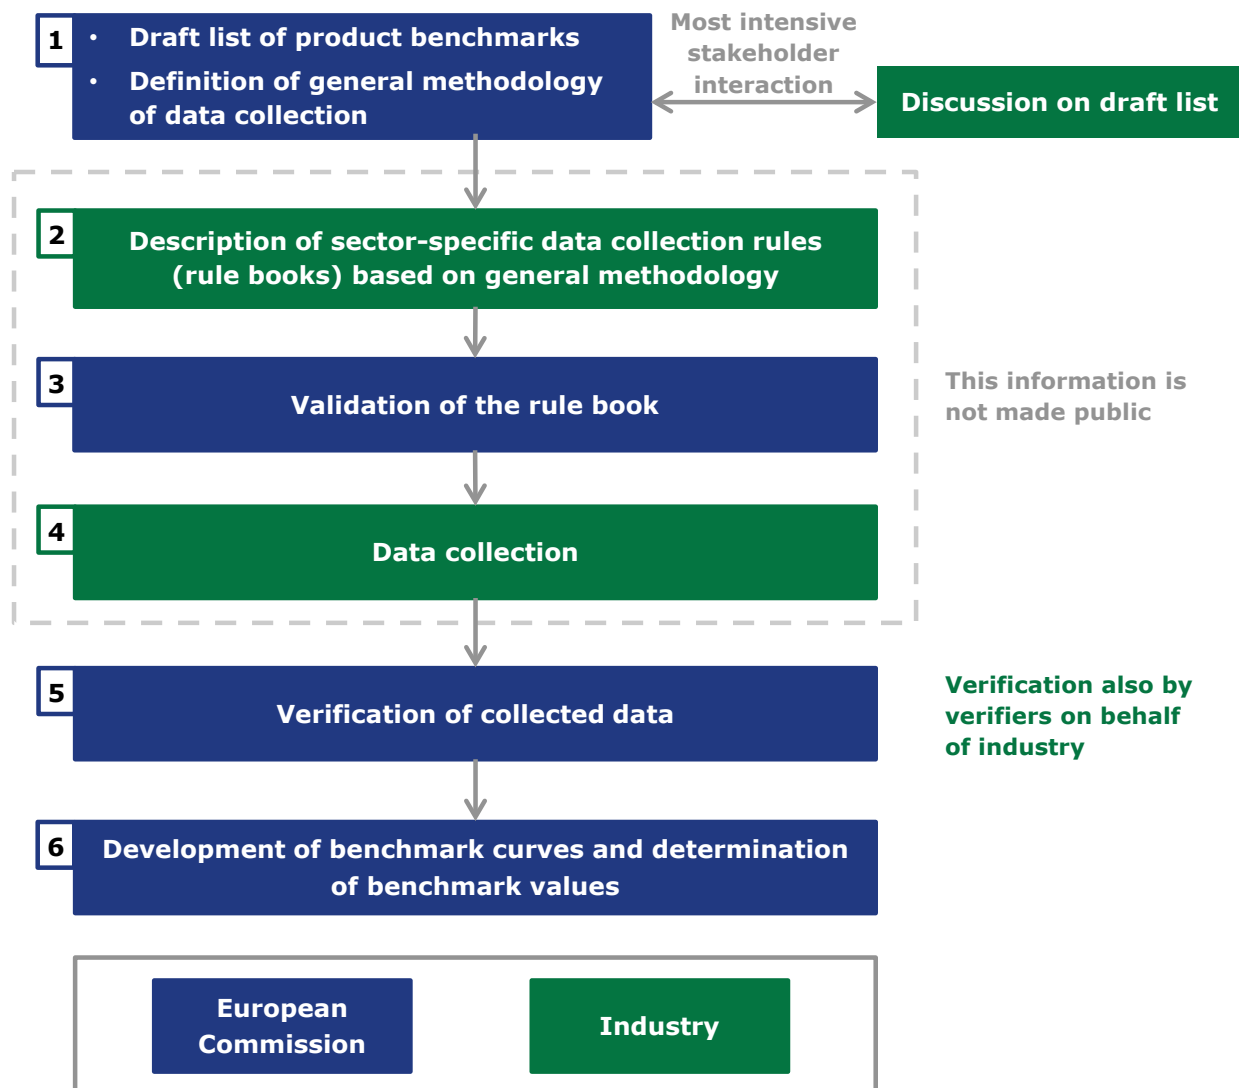 1
• Draft list of product benchmarks
• Definition of general methodology
of data collection
Most intensive
stakeholder
interaction
Discussion on draft list
2
Description of sector-specific data collection rules
(rule books) based on general methodology
3
Validation of the rule book
This information is
not made public
4
Data collection
5
Verification of collected data
Verification also by
verifiers on behalf
of industry
6
Development of benchmark curves and determination
of benchmark values
European
Commission
Industry